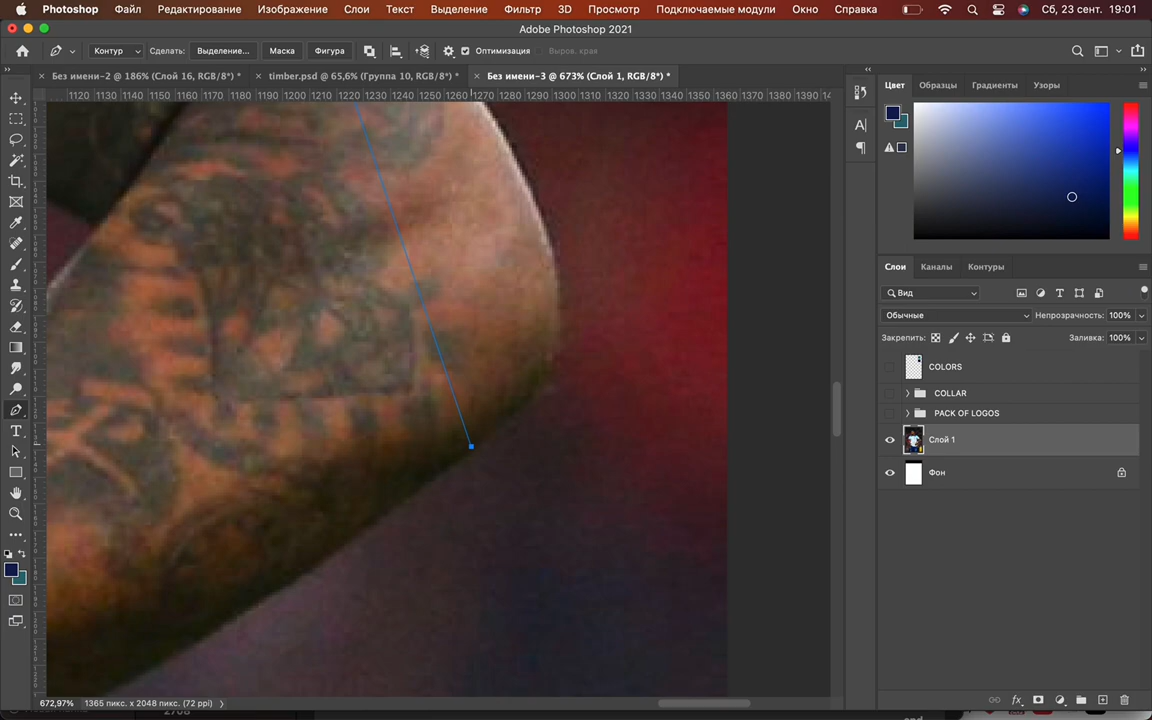 Photoshop Файл Редактирование Изображение Слои Текст Выделение Фильтр 3D Просмотр Подключаемые модули Окно Справка Сб, 23 сент. 19:01
Adobe Photoshop 2021
Контур Сделать: Выделение... Маска Фигура Оптимизация Выров. края
Без имени-2 @ 186% (Слой 16, RGB/8*) * timber.psd @ 65,6% (Группа 10, RGB/8*) * Без имени-3 @ 673% (Слой 1, RGB/8*) *
1120 1130 1140 1150 1160 1170 1180 1190 1200 1210 1220 1230 1240 1250 1260 1270 1280 1290 1300 1310 1320 1330 1340 1350 1360 1370 1380 1390
Цвет Образцы Градиенты Узоры
Слои Каналы Контуры
Вид
Обычные Непрозрачность: 100%
Закрепить: Заливка: 100%
COLORS
COLLAR
PACK OF LOGOS
Слой 1
Фон
672,97% 1365 пикс. x 2048 пикс. (72 ppi)